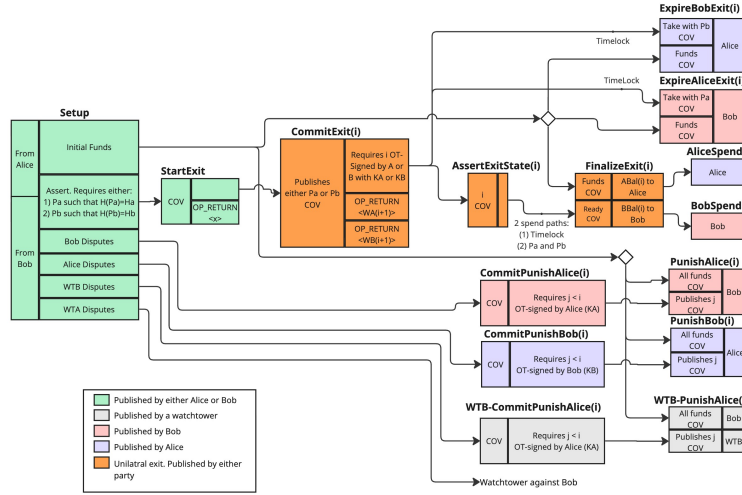 ExpireBobExit(i)
Take with Pb
COV
Alice
Funds
COV
Timelock
ExpireAliceExit(i)
TimeLock
Take with Pa
COV
Bob
Funds
COV
Setup
From
Alice
Initial Funds
Assert. Requires either:
1) Pa such that H(Pa)=Ha
2) Pb such that H(Pb)=Hb
From
Bob
Bob Disputes
Alice Disputes
WTB Disputes
WTA Disputes
StartExit
COV
OP_RETURN
<x>
CommitExit(i)
Publishes
either Pa or Pb
COV
Requires i OT-
Signed by A or
B with KA or KB
OP_RETURN
<WA(i+1)>
OP_RETURN
<WB(i+1)>
AssertExitState(i)
i
COV
2 spend paths:
(1) Timelock
(2) Pa and Pb
FinalizeExit(i)
Funds
COV
ABal(i) to
Alice
Ready
COV
BBal(i) to
Bob
AliceSpend
Alice
BobSpend
Bob
CommitPunishAlice(i)
COV
Requires j < i
OT-signed by Alice (KA)
PunishAlice(i)
All funds
COV
Bob
Publishes j
COV
CommitPunishBob(i)
COV
Requires j < i
OT-signed by Bob (KB)
PunishBob(i)
All funds
COV
Alice
Publishes j
COV
WTB-CommitPunishAlice(i)
COV
Requires j < i
OT-signed by Alice (KA)
WTB-PunishAlice(
All funds
COV
Bob
Publishes j
COV
WTB
Watchtower against Bob
Published by either Alice or Bob
Published by a watchtower
Published by Bob
Published by Alice
Unilatral exit. Published by either
party